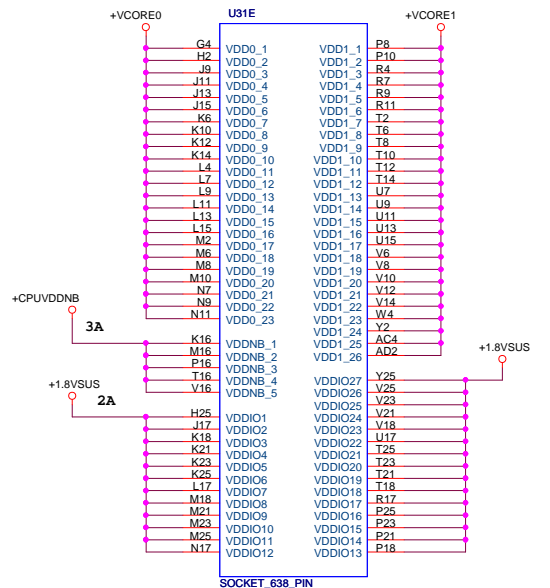 U31E
+VCORE0
+VCORE1
G4 VDD0_1 VDD1_1 P8
H2 VDD0_2 VDD1_2 P10
J9 VDD0_3 VDD1_3 R4
J11 VDD0_4 VDD1_4 R7
J13 VDD0_5 VDD1_5 R9
J15 VDD0_6 VDD1_6 R11
K6 VDD0_7 VDD1_7 T2
K10 VDD0_8 VDD1_8 T6
K12 VDD0_9 VDD1_9 T8
K14 VDD0_10 VDD1_10 T10
L4 VDD0_11 VDD1_11 T12
L7 VDD0_12 VDD1_12 T14
L9 VDD0_13 VDD1_13 U7
L11 VDD0_14 VDD1_14 U9
L13 VDD0_15 VDD1_15 U11
L15 VDD0_16 VDD1_16 U13
M2 VDD0_17 VDD1_17 U15
M6 VDD0_18 VDD1_18 V6
M8 VDD0_19 VDD1_19 V8
M10 VDD0_20 VDD1_20 V10
N7 VDD0_21 VDD1_21 V12
N9 VDD0_22 VDD1_22 V14
N11 VDD0_23 VDD1_23 W4
VDD1_24 Y2
VDD1_25 AC4
VDD1_26 AD2
+CPUVDDNB
3A
K16 VDDNB_1
M16 VDDNB_2
P16 VDDNB_3
T16 VDDNB_4
V16 VDDNB_5
+1.8VSUS
+1.8VSUS
2A
VDDIO27 Y25
VDDIO26 V25
VDDIO25 V23
H25 VDDIO1 VDDIO24 V21
J17 VDDIO2 VDDIO23 V18
K18 VDDIO3 VDDIO22 U17
K21 VDDIO4 VDDIO21 T25
K23 VDDIO5 VDDIO20 T23
K25 VDDIO6 VDDIO19 T21
L17 VDDIO7 VDDIO18 T18
M18 VDDIO8 VDDIO17 R17
M21 VDDIO9 VDDIO16 P25
M23 VDDIO10 VDDIO15 P23
M25 VDDIO11 VDDIO14 P21
N17 VDDIO12 VDDIO13 P18
SOCKET_638_PIN